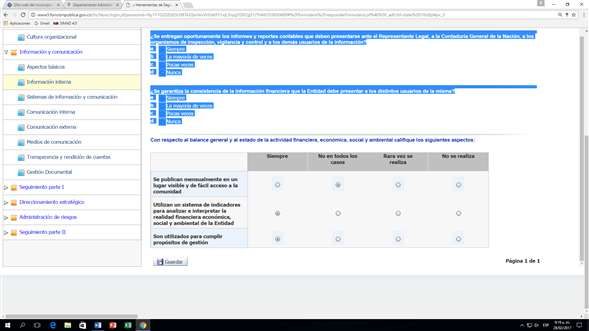 Cultura organizacional
Información y comunicación
Aspectos básicos
Información interna
Sistemas de información y comunicación
Comunicación interna
Comunicación externa
Medios de comunicación
Transparencia y rendición de cuentas
Gestión Documental
Seguimiento parte I
Direccionamiento estratégico
Administración de riesgos
Seguimiento parte II
¿Se entregan oportunamente los informes y reportes contables que deben presentarse ante el Representante Legal, a la Contaduría General de la Nación, a los organismos de inspección, vigilancia y control y a los demás usuarios de la información?
Siempre
La mayoría de veces
Pocas veces
Nunca
¿Se garantiza la consistencia de la información financiera que la Entidad debe presentar a los distintos usuarios de la misma?
Siempre
La mayoría de veces
Pocas veces
Nunca
Con respecto al balance general y al estado de la actividad financiera, económica, social y ambiental califique los siguientes aspectos:
Siempre
No en todos los casos
Rara vez se realiza
No se realiza
Se publican mensualmente en un lugar visible y de fácil acceso a la comunidad
Utilizan un sistema de indicadores para analizar e interpretar la realidad financiera económica, social y ambiental de la Entidad
Son utilizados para cumplir propósitos de gestión
Guardar
Página 1 de 1
Aplicaciones
Gmail
ESP